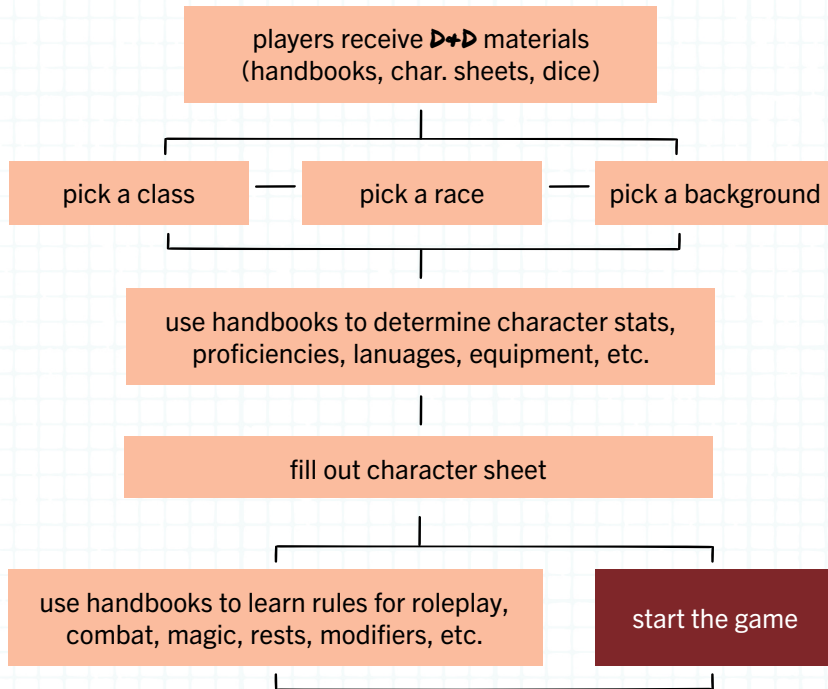 players receive D+D materials
(handbooks, char. sheets, dice)
pick a class
pick a race
pick a background
use handbooks to determine character stats,
proficiencies, lanuages, equipment, etc.
fill out character sheet
use handbooks to learn rules for roleplay,
combat, magic, rests, modifiers, etc.
start the game